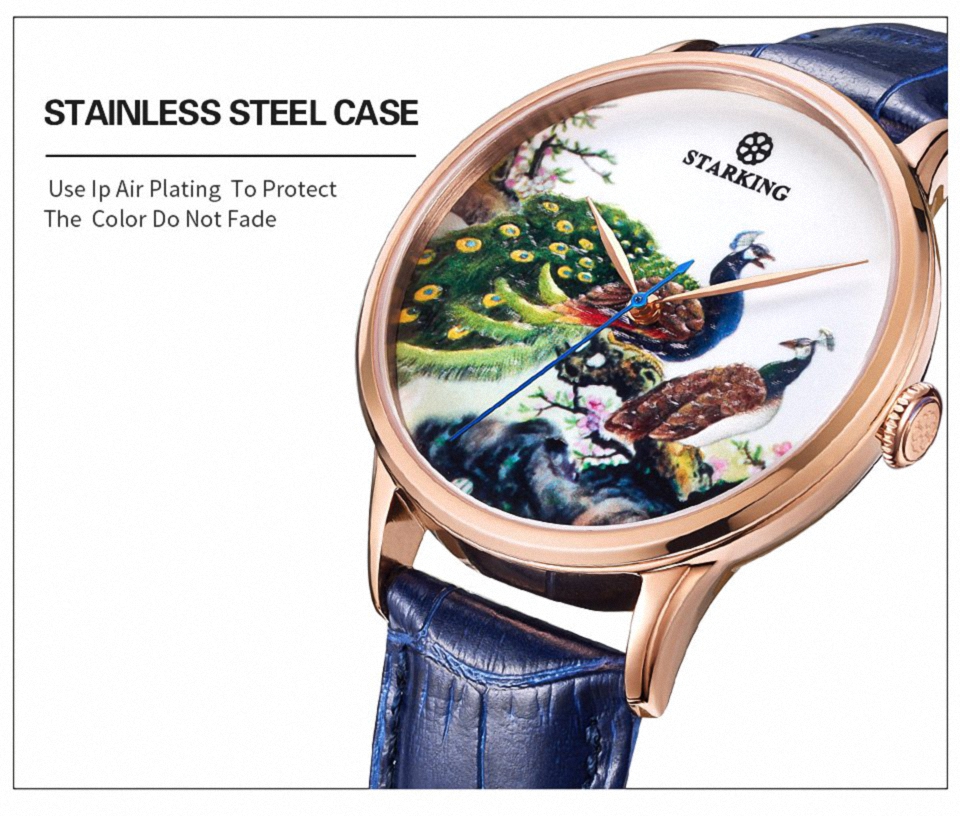 STAINLESS STEEL CASE
Use Ip Air Plating To Protect
The Color Do Not Fade
STARKING